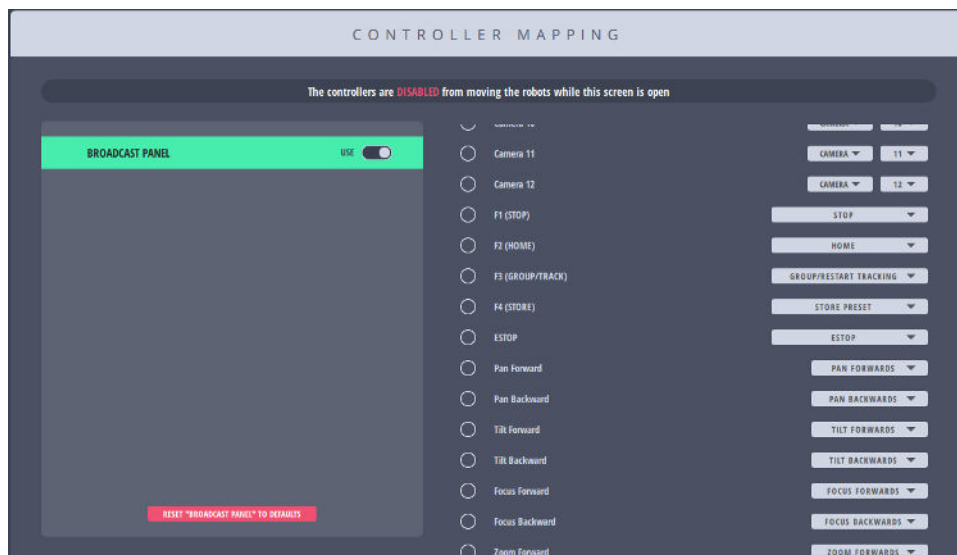 CONTROLLER MAPPING
The controllers are DISABLED from moving the robots while this screen is open
BROADCAST PANEL USE
RESET "BROADCAST PANEL" TO DEFAULTS
Camera 11 CAMERA 11
Camera 12 CAMERA 12
F1 (STOP) STOP
F2 (HOME) HOME
F3 (GROUP/TRACK) GROUP/RESTART TRACKING
F4 (STORE) STORE PRESET
ESTOP ESTOP
Pan Forward PAN FORWARDS
Pan Backward PAN BACKWARDS
Tilt Forward TILT FORWARDS
Tilt Backward TILT BACKWARDS
Focus Forward FOCUS FORWARDS
Focus Backward FOCUS BACKWARDS
Zoom Forward ZOOM FORWARDS